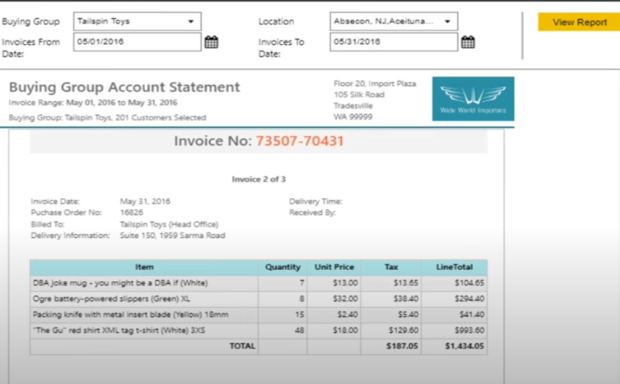 Buying Group Tailspin Toys Location Absecon, NJ,Aceituna... View Report
Invoices From Date: 05/01/2016 Invoices To Date: 05/31/2016
Buying Group Account Statement
Invoice Range: May 01, 2016 to May 31, 2016
Buying Group: Tailspin Toys, 201 Customers Selected
Floor 20, Import Plaza
105 Silk Road
Tradesville
WA 99999
Wide World Importers
Invoice No: 73507-70431
Invoice 2 of 3
Invoice Date: May 31, 2016 Delivery Time:
Puchase Order No: 16826 Received By:
Billed To: Tailspin Toys (Head Office)
Delivery Information: Suite 150, 1959 Sarma Road
Item Quantity Unit Price Tax LineTotal
DBA joke mug - you might be a DBA if (White) 7 $13.00 $13.65 $104.65
Ogre battery-powered slippers (Green) XL 8 $32.00 $38.40 $294.40
Packing knife with metal insert blade (Yellow) 18mm 15 $2.40 $5.40 $41.40
"The Gu" red shirt XML tag t-shirt (White) 3XS 48 $18.00 $129.60 $993.60
TOTAL $187.05 $1,434.05